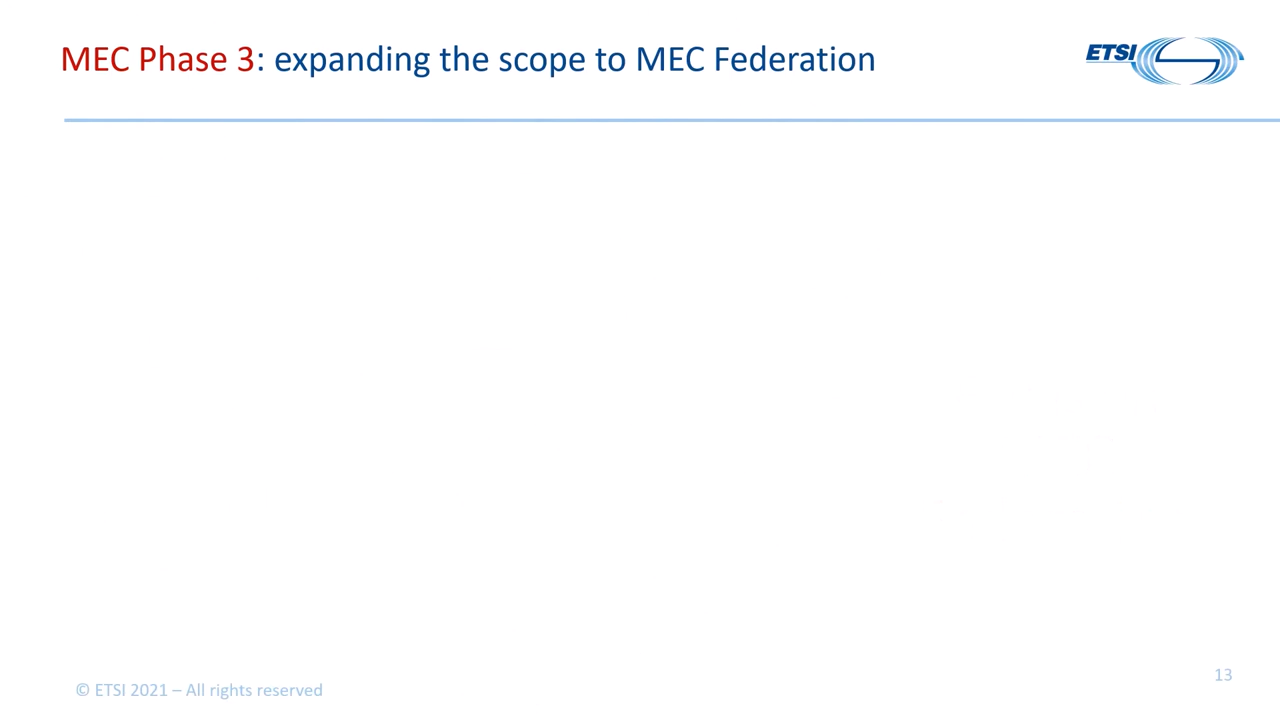 MEC Phase 3: expanding the scope to MEC Federation
ETSI
© ETSI 2021 – All rights reserved
13